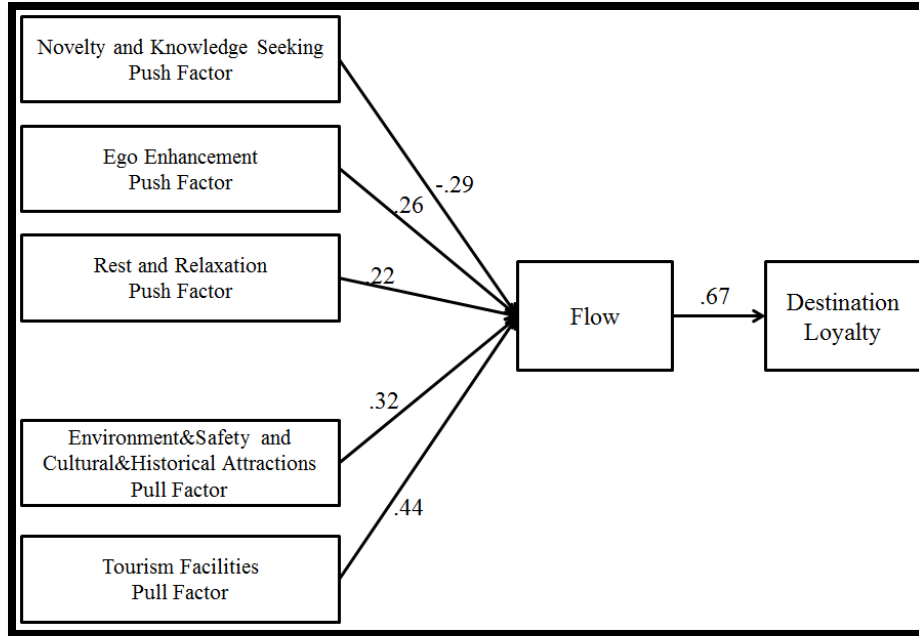 Novelty and Knowledge Seeking
Push Factor
-.29
Ego Enhancement
Push Factor
.26
Rest and Relaxation
Push Factor
.22
Flow
.67
Destination
Loyalty
.32
Environment&Safety and
Cultural&Historical Attractions
Pull Factor
.44
Tourism Facilities
Pull Factor